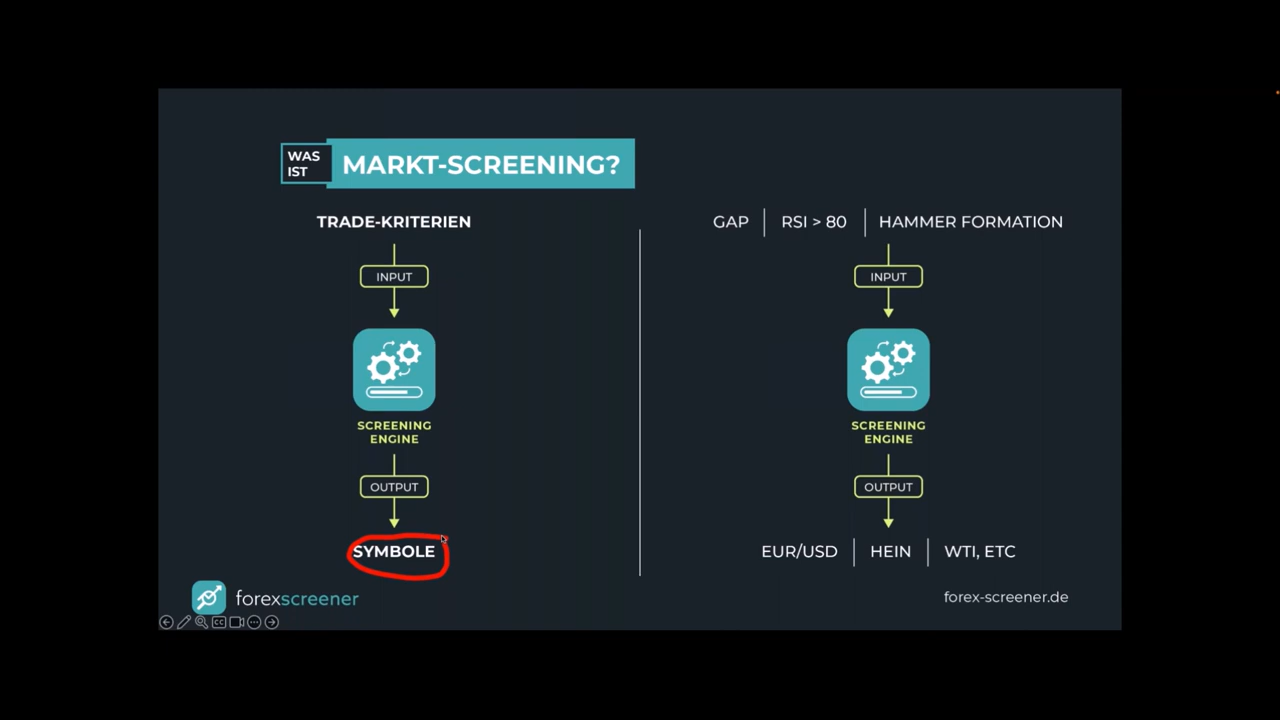 WAS
IST
MARKT-SCREENING?
TRADE-KRITERIEN
INPUT
SCREENING
ENGINE
OUTPUT
SYMBOLE
GAP | RSI > 80 | HAMMER FORMATION
INPUT
SCREENING
ENGINE
OUTPUT
EUR/USD | HEIN | WTI, ETC
forexscreener
forex-screener.de
CC